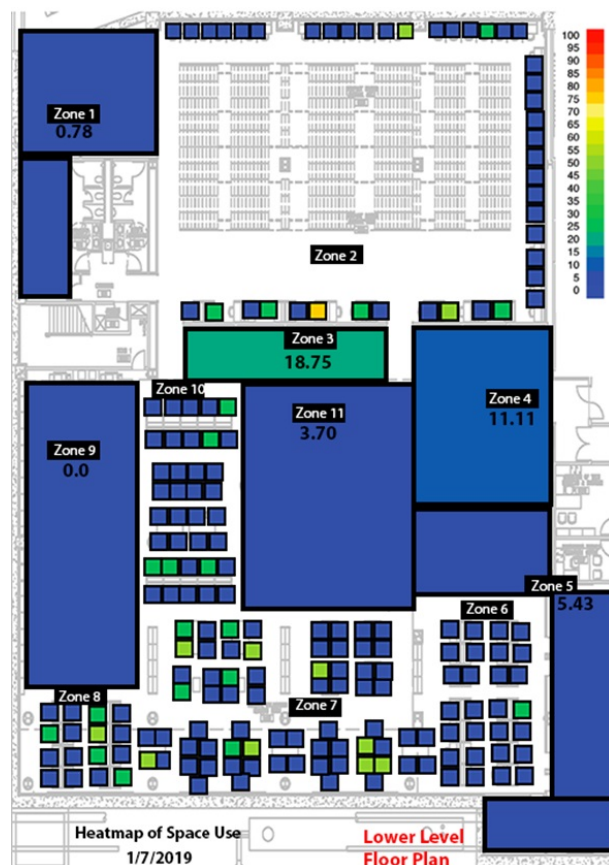 100
95
90
85
80
75
70
65
60
55
50
45
40
35
30
25
20
15
10
5
0
Zone 1
0.78
Zone 2
Zone 3
18.75
Zone 4
11.11
Zone 10
Zone 11
3.70
Zone 9
0.0
Zone 5
5.43
Zone 6
Zone 8
Zone 7
Heatmap of Space Use
1/7/2019
Lower Level
Floor Plan